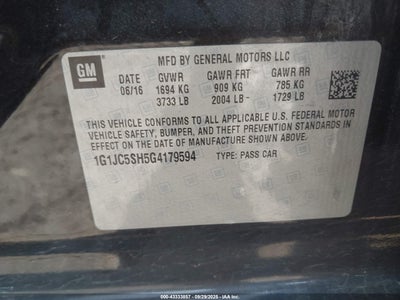 GM
MFD BY GENERAL MOTORS LLC
DATE GVWR GAWR FRT GAWR RR
06/16 1694 KG 909 KG 785 KG
3733 LB 2004 LB 1729 LB
THIS VEHICLE CONFORMS TO ALL APPLICABLE U.S. FEDERAL MOTOR
VEHICLE SAFETY, BUMPER, AND THEFT PREVENTION STANDARDS IN
EFFECT ON THE DATE OF MANUFACTURE SHOWN ABOVE.
1G1JC5SH5G4179594 TYPE: PASS CAR
000-43333857 - 09/29/2025 - IAA Inc.